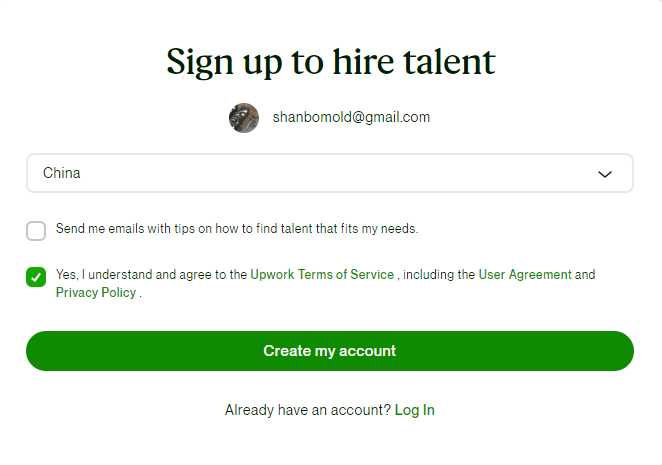 Sign up to hire talent
shanbomold@gmail.com
China
Send me emails with tips on how to find talent that fits my needs.
Yes, I understand and agree to the Upwork Terms of Service , including the User Agreement and
Privacy Policy .
Create my account
Already have an account? Log In